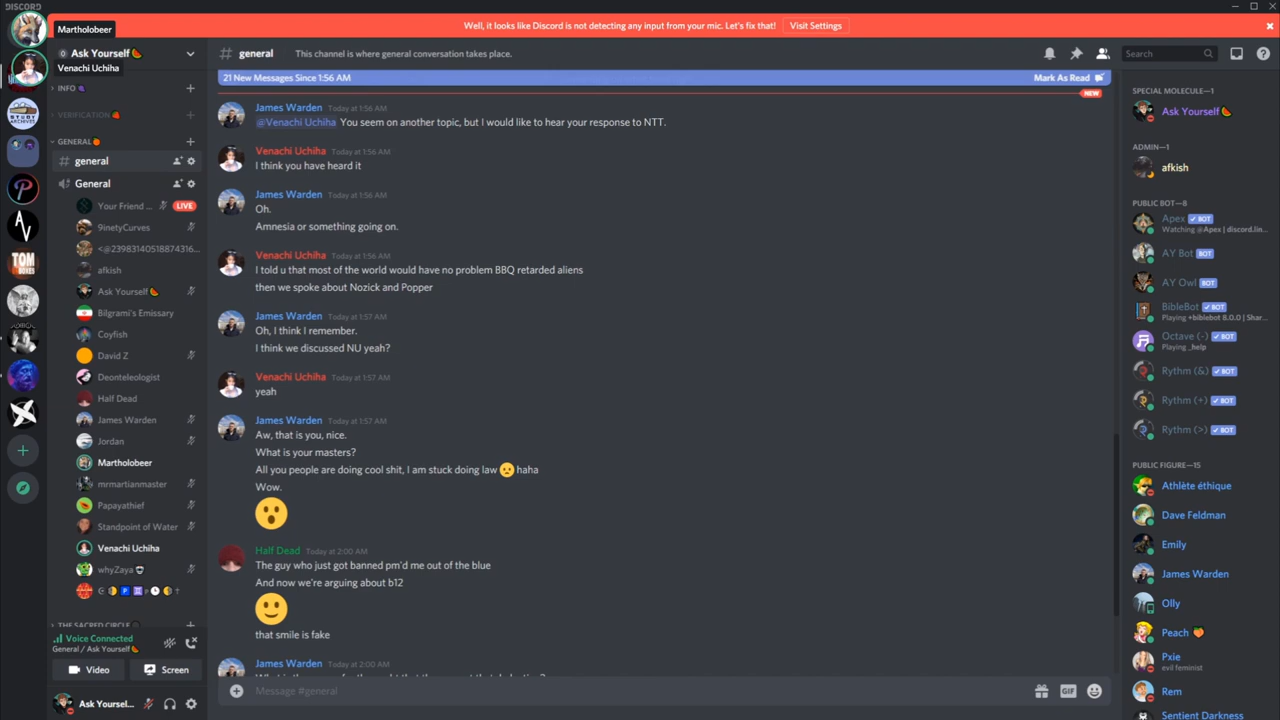 DISCORD
Martholobeer
Well, it looks like Discord is not detecting any input from your mic. Let's fix that!
Visit Settings
Ask Yourself
Venachi Uchiha
# general
This channel is where general conversation takes place.
Search
INFO
VERIFICATION
GENERAL
# general
General
Your Friend ...
LIVE
9inetyCurves
<@23983140518874316...
afkish
Ask Yourself
Bilgrami's Emissary
Coyfish
David Z
Deonteleologist
Half Dead
James Warden
Jordan
Martholobeer
mrmartianmaster
Papayathief
Standpoint of Water
Venachi Uchiha
whyZaya
THE SACRED CIRCLE
Voice Connected
General / Ask Yourself
Video
Screen
Ask Yoursel...
STUDY
ARCHIVES
AV
TOM
BOXES
21 New Messages Since 1:56 AM
Mark As Read
NEW
James Warden Today at 1:56 AM
@Venachi Uchiha You seem on another topic, but I would like to hear your response to NTT.
Venachi Uchiha Today at 1:56 AM
I think you have heard it
James Warden Today at 1:56 AM
Oh.
Amnesia or something going on.
Venachi Uchiha Today at 1:56 AM
I told u that most of the world would have no problem BBQ retarded aliens
then we spoke about Nozick and Popper
James Warden Today at 1:57 AM
Oh, I think I remember.
I think we discussed NU yeah?
Venachi Uchiha Today at 1:57 AM
yeah
James Warden Today at 1:57 AM
Aw, that is you, nice.
What is your masters?
All you people are doing cool shit, I am stuck doing law haha
Wow.
Half Dead Today at 2:00 AM
The guy who just got banned pm'd me out of the blue
And now we're arguing about b12
that smile is fake
James Warden Today at 2:00 AM
Message #general
GIF
SPECIAL MOLECULE—1
Ask Yourself
ADMIN—1
afkish
PUBLIC BOT—8
Apex BOT
Watching @Apex | discord.lin...
AY Bot BOT
AY Owl BOT
BibleBot BOT
Playing +biblebot 8.0.0 | Shar...
Octave (-) BOT
Playing _help
Rythm (&) BOT
Rythm (+) BOT
Rythm (>) BOT
PUBLIC FIGURE—15
Athlète éthique
Dave Feldman
Emily
James Warden
Olly
Peach
Pxie
evil feminist
Rem
Sentient Darkness